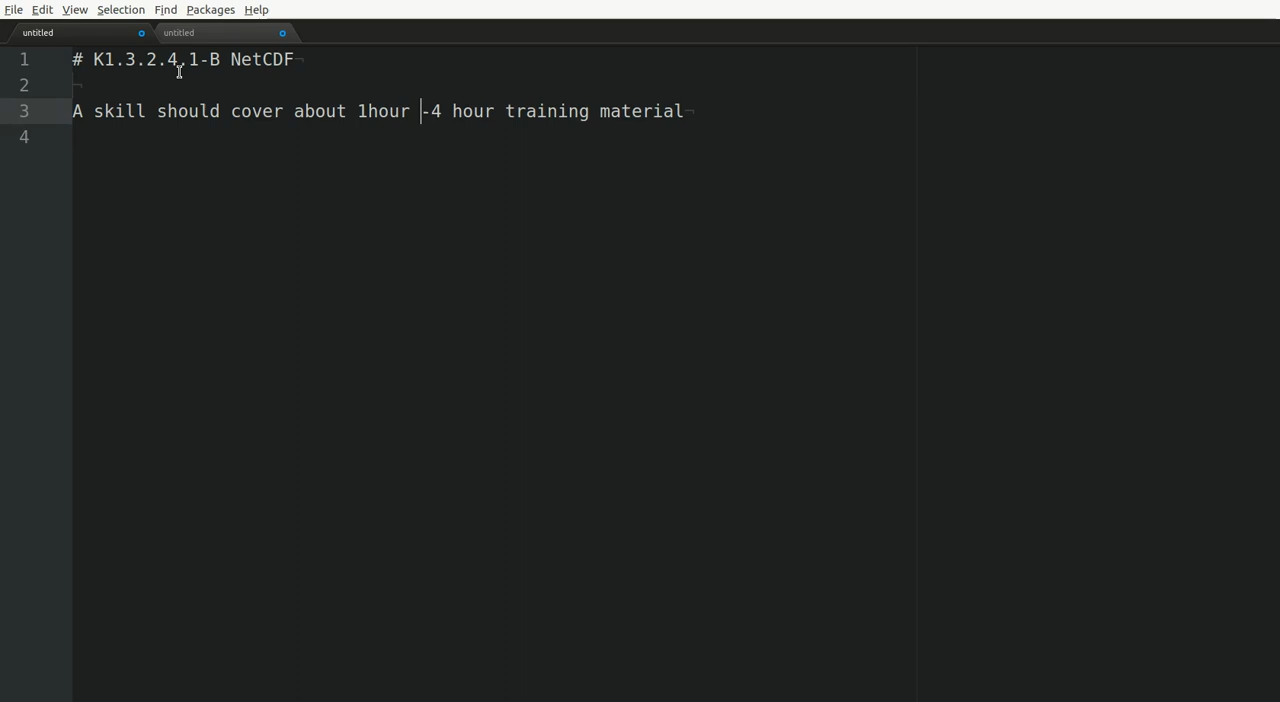 File Edit View Selection Find Packages Help
untitled untitled
1 # K1.3.2.4.1-B NetCDF¬
2 ¬
3 A skill should cover about 1hour -4 hour training material¬
4